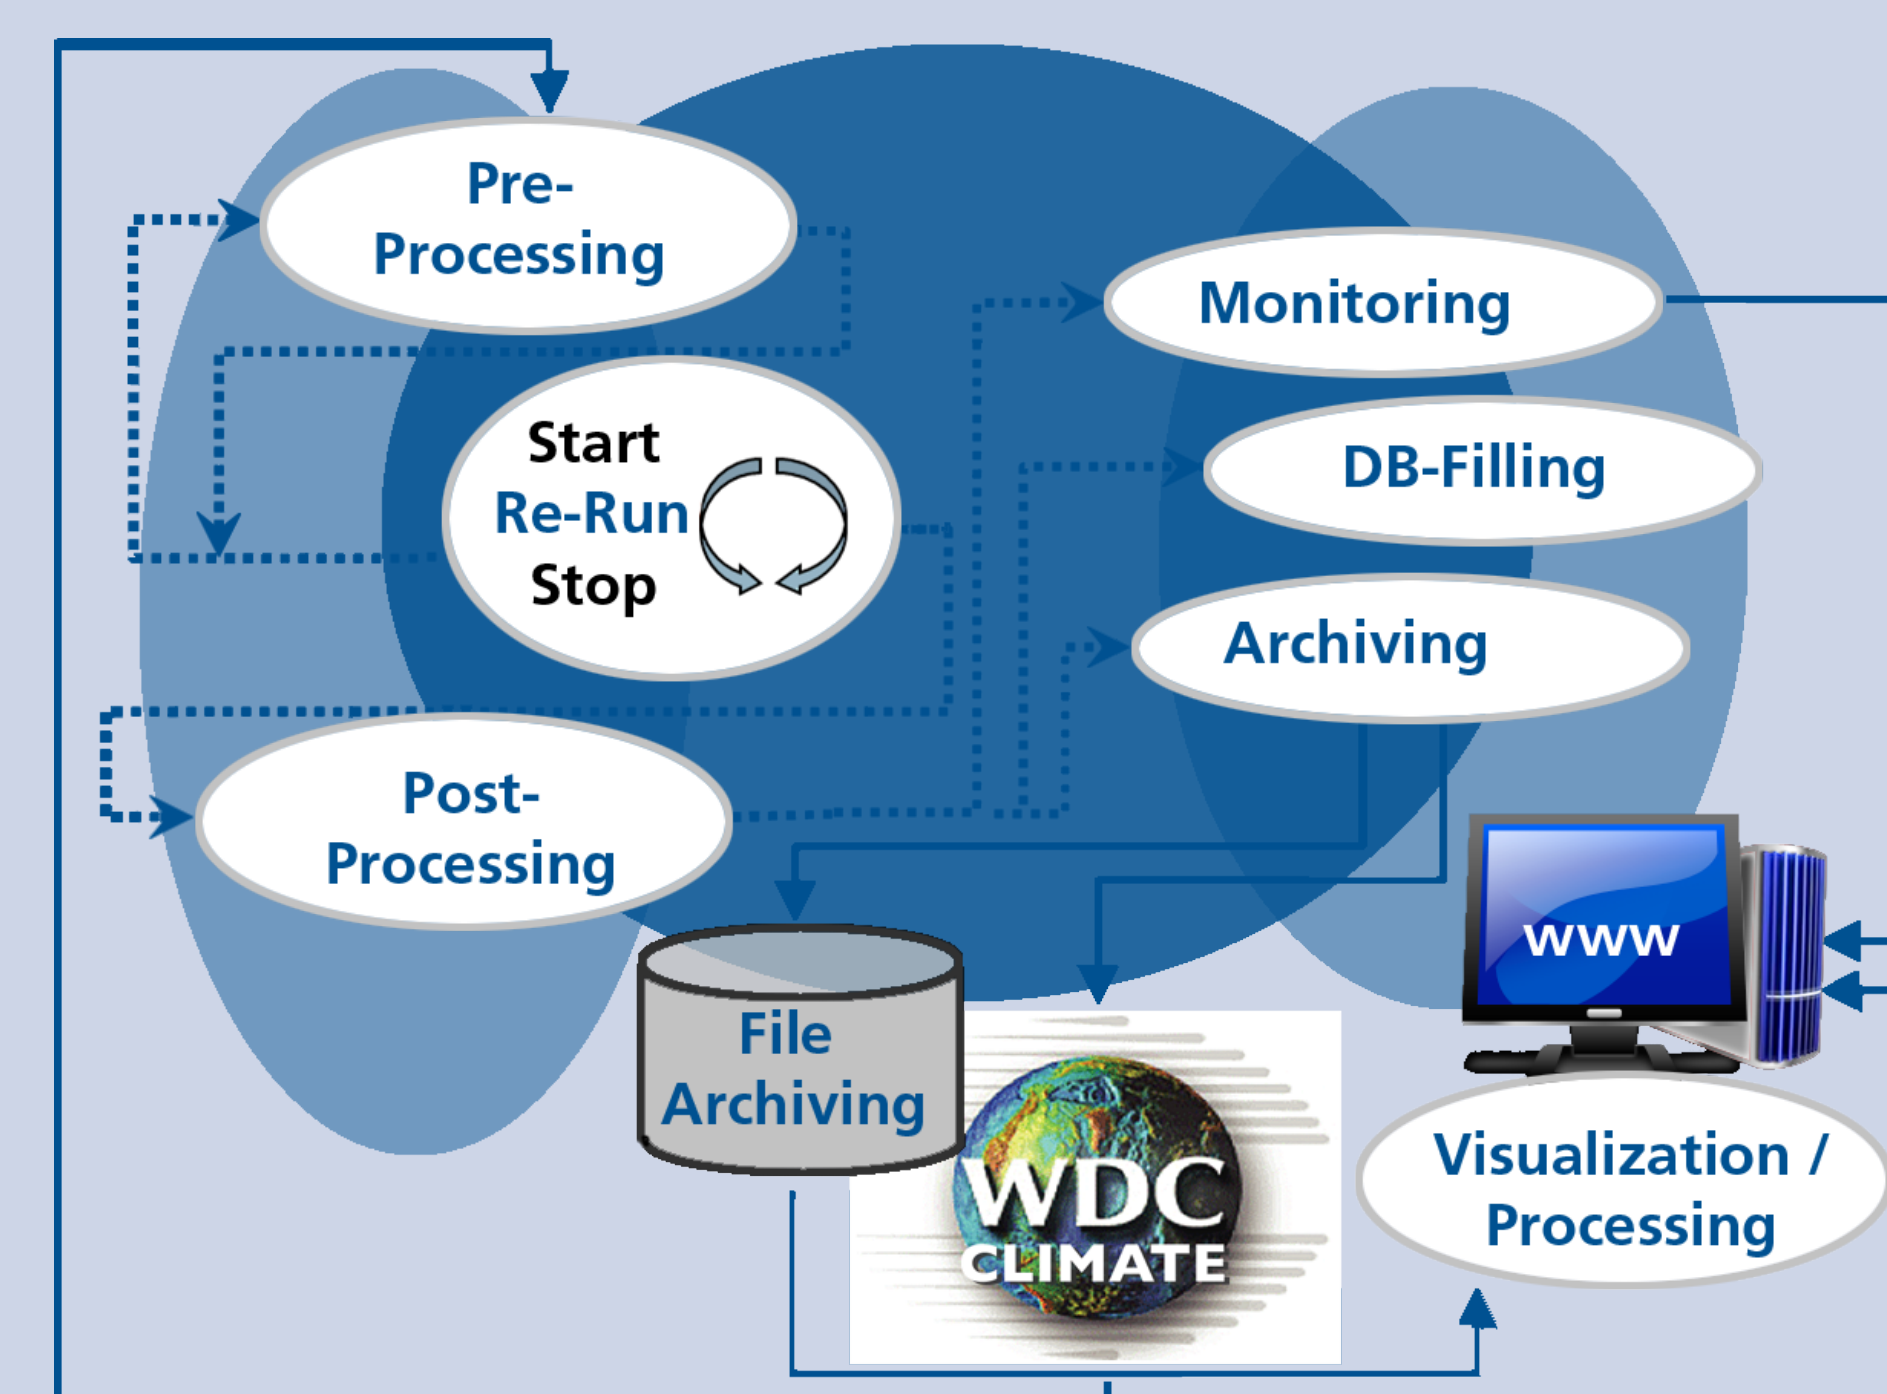 Pre-
Processing
Monitoring
Start
Re-Run
Stop
DB-Filling
Archiving
Post-
Processing
www
File
Archiving
WDC
CLIMATE
Visualization /
Processing